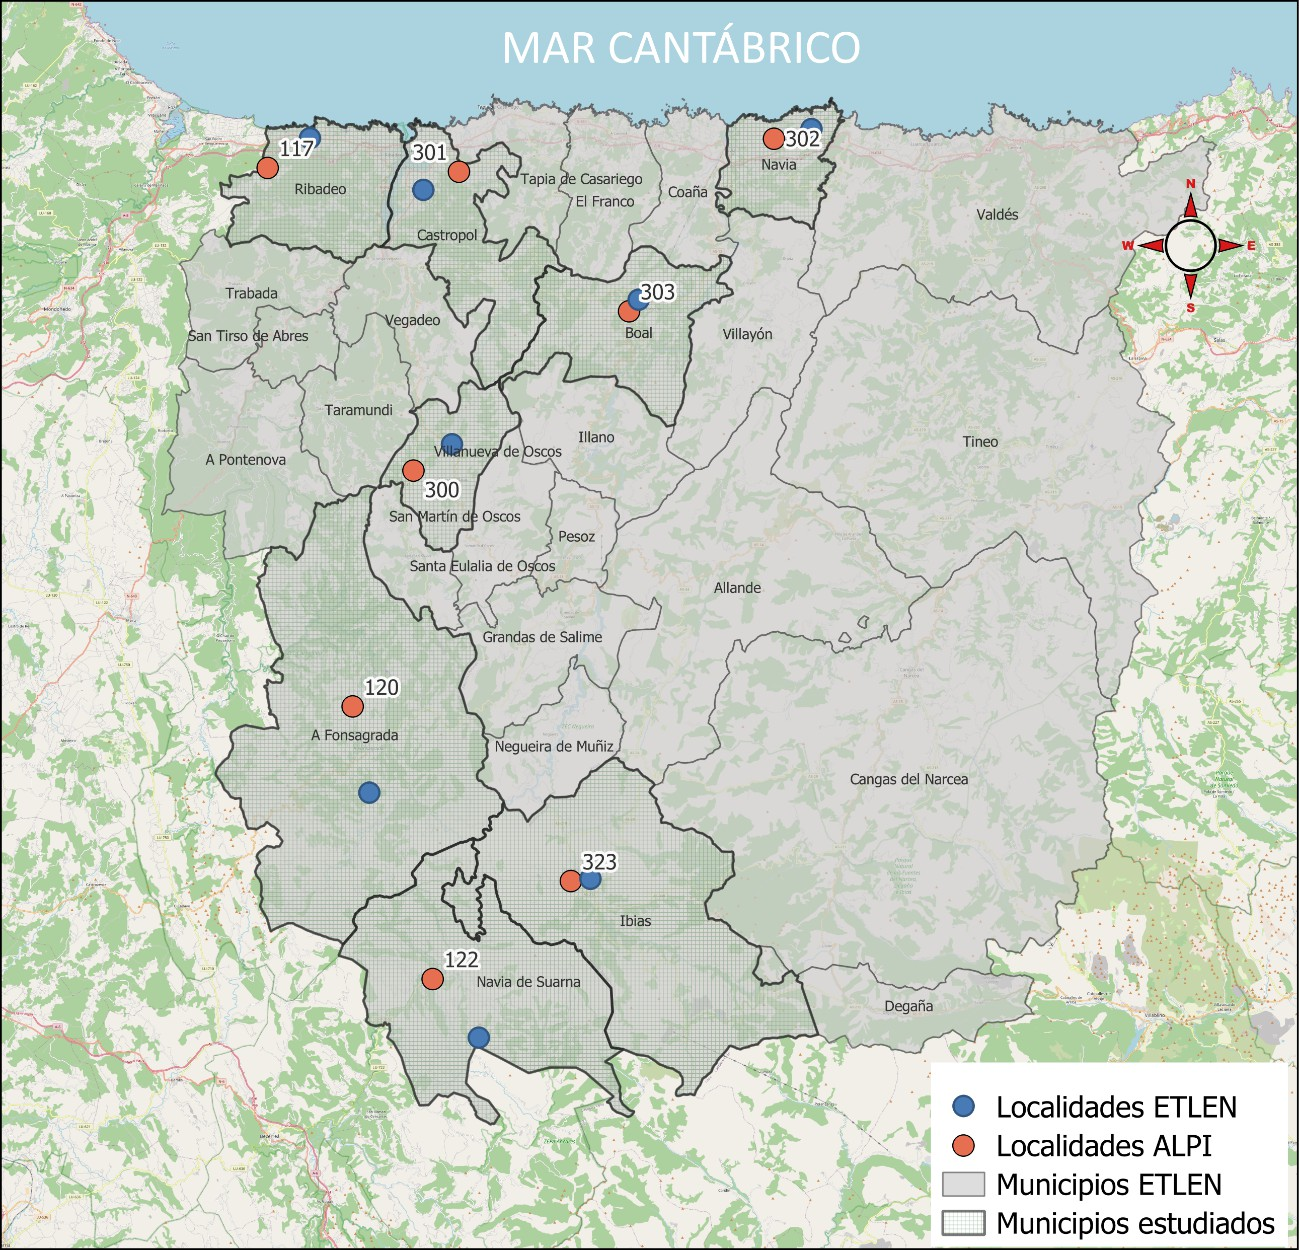 MAR CANTÁBRICO
117
301
302
Ribadeo
Navia
Tapia de Casariego
El Franco
Coaña
Valdés
Castropol
N
W
E
S
Trabada
303
San Tirso de Abres
Vegadeo
Boal
Villayón
Taramundi
Illano
Tineo
A Pontenova
Villanueva de Oscos
300
San Martín de Oscos
Pesoz
Santa Eulalia de Oscos
Allande
Grandas de Salime
120
A Fonsagrada
Negueira de Muñiz
Cangas del Narcea
323
Ibias
122
Navia de Suarna
Degaña
Localidades ETLEN
Localidades ALPI
Municipios ETLEN
Municipios estudiados